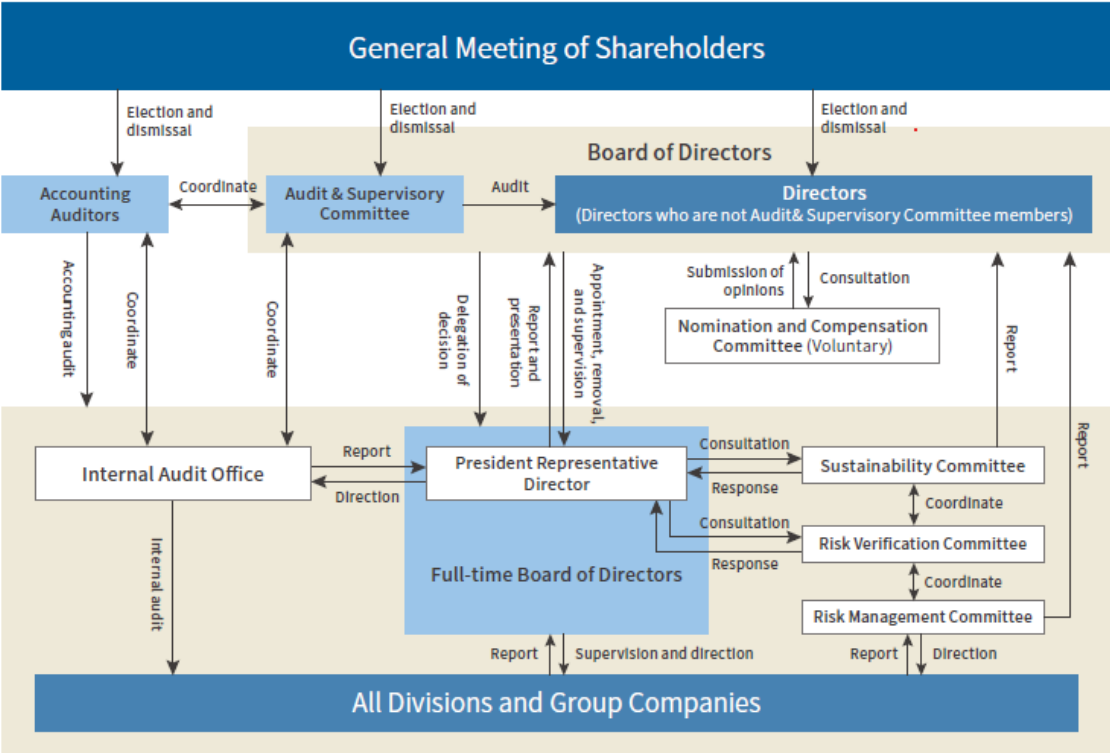 General Meeting of Shareholders
Election and
dismissal
Election and
dismissal
Election and
dismissal
Board of Directors
Accounting
Auditors
Coordinate
Audit & Supervisory
Committee
Audit
Directors
(Directors who are not Audit& Supervisory Committee members)
Accounting audit
Coordinate
Coordinate
Delegation of
decision
Report and
presentation
Appointment, removal,
and supervision
Submission of
opinions
Consultation
Nomination and Compensation
Committee (Voluntary)
Report
Report
Internal Audit Office
Report
Direction
President Representative
Director
Consultation
Response
Sustainability Committee
Coordinate
Consultation
Response
Risk Verification Committee
Coordinate
Full-time Board of Directors
Risk Management Committee
Internal audit
Report
Supervision and direction
Report
Direction
All Divisions and Group Companies